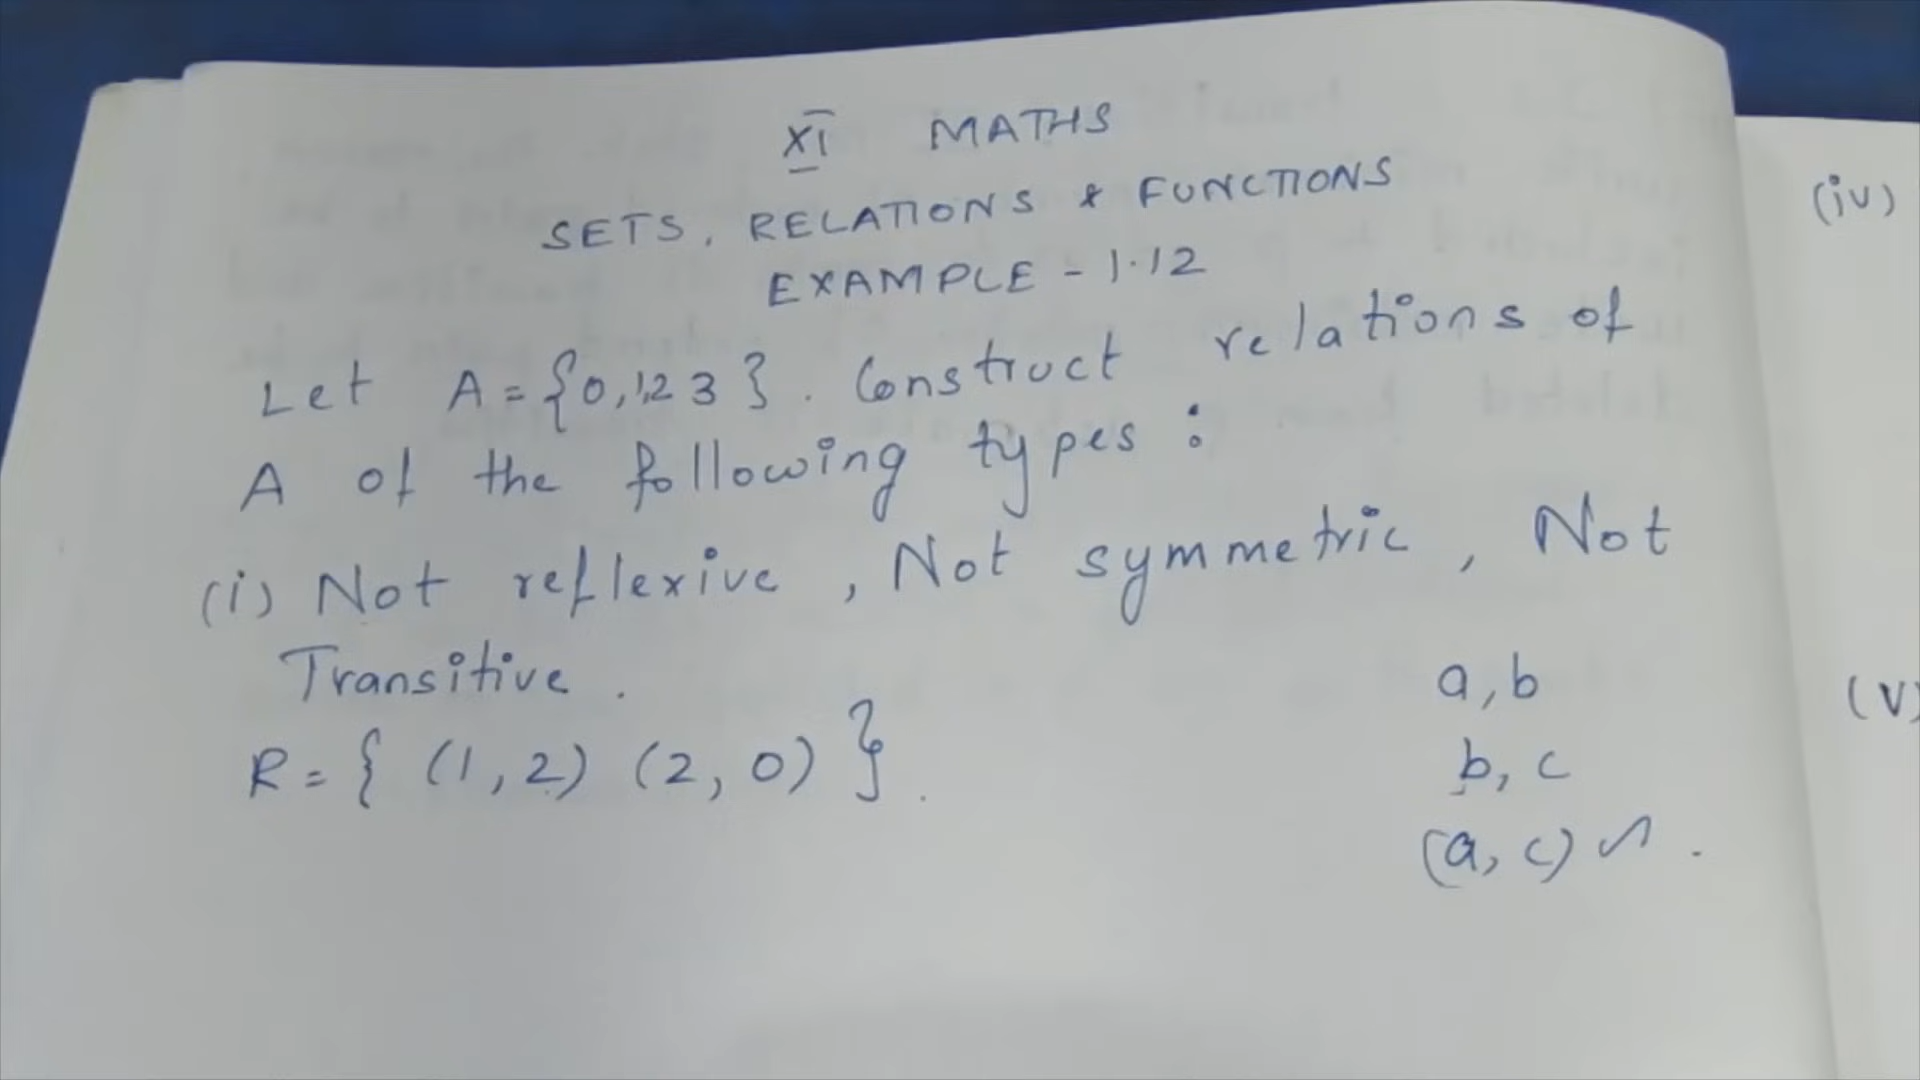 XI MATHS
SETS, RELATIONS & FUNCTIONS
EXAMPLE - 1.12
Let A = {0,1,2 3}. Construct relations of
A of the following types :
(i) Not reflexive, Not symmetric, Not
Transitive.
R = { (1,2) (2,0) }.
a, b
b, c
(a, c)
(iv)
(v)